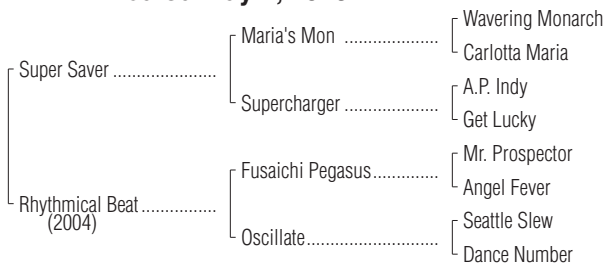 Wavering Monarch
Maria's Mon ...................
Carlotta Maria
Super Saver .....................
A.P. Indy
Supercharger ...................
Get Lucky
Mr. Prospector
Fusaichi Pegasus.............
Angel Fever
Rhythmical Beat...............
(2004)
Seattle Slew
Oscillate..........................
Dance Number